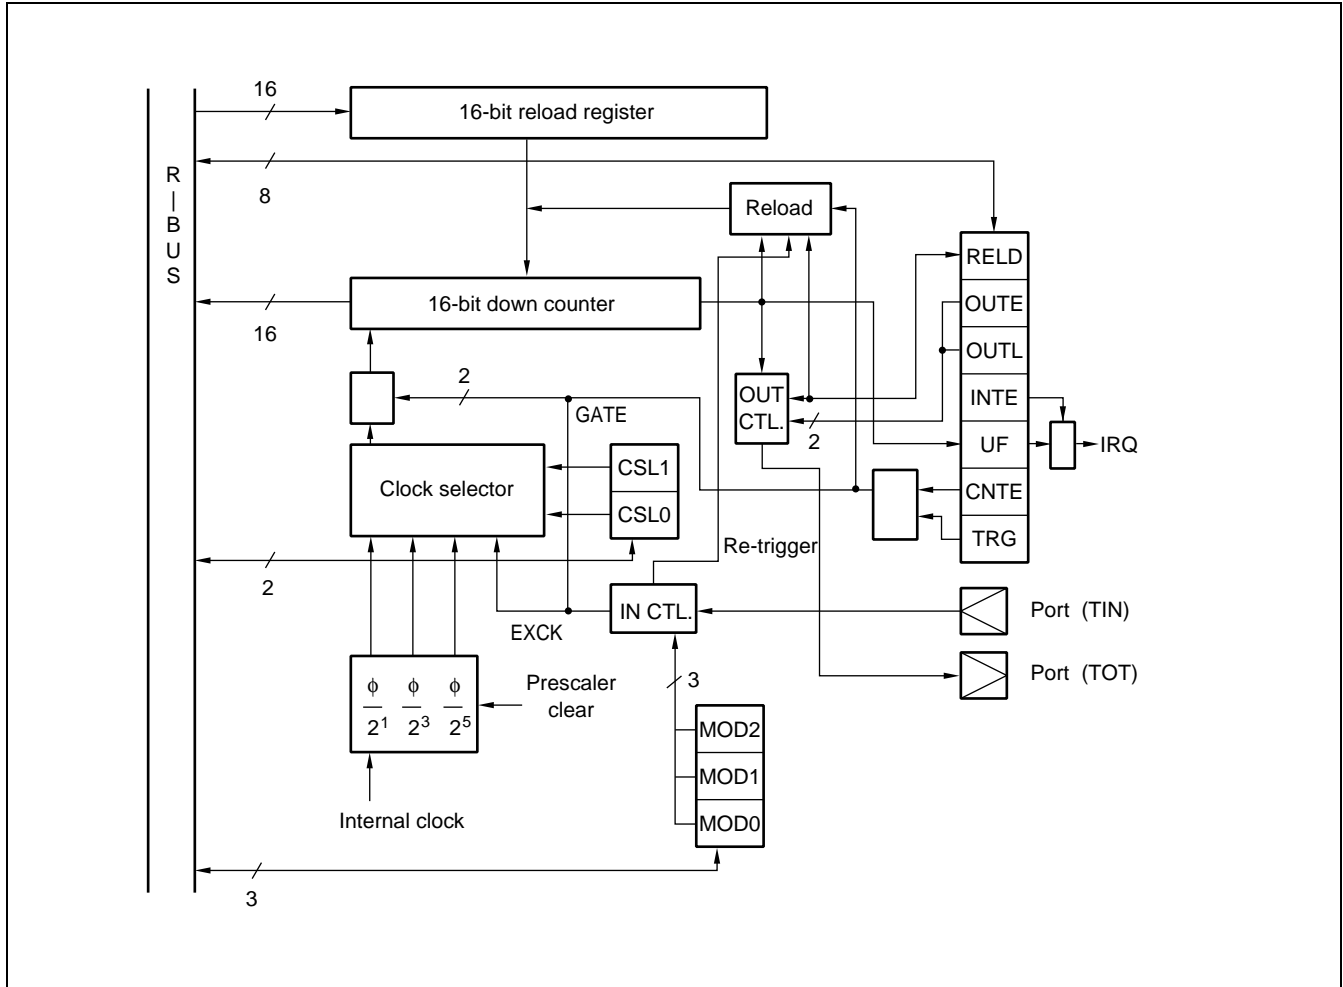 16
16-bit reload register
R
|
B
U
S
8
Reload
RELD
16-bit down counter
OUTE
16
OUTL
2
OUT
CTL.
INTE
GATE
2
UF
IRQ
CSL1
Clock selector
CNTE
CSL0
TRG
Re-trigger
2
IN CTL.
Port (TIN)
EXCK
Port (TOT)
3
Prescaler
clear
ϕ ϕ ϕ
2¹ 2³ 2⁵
MOD2
MOD1
Internal clock
MOD0
3